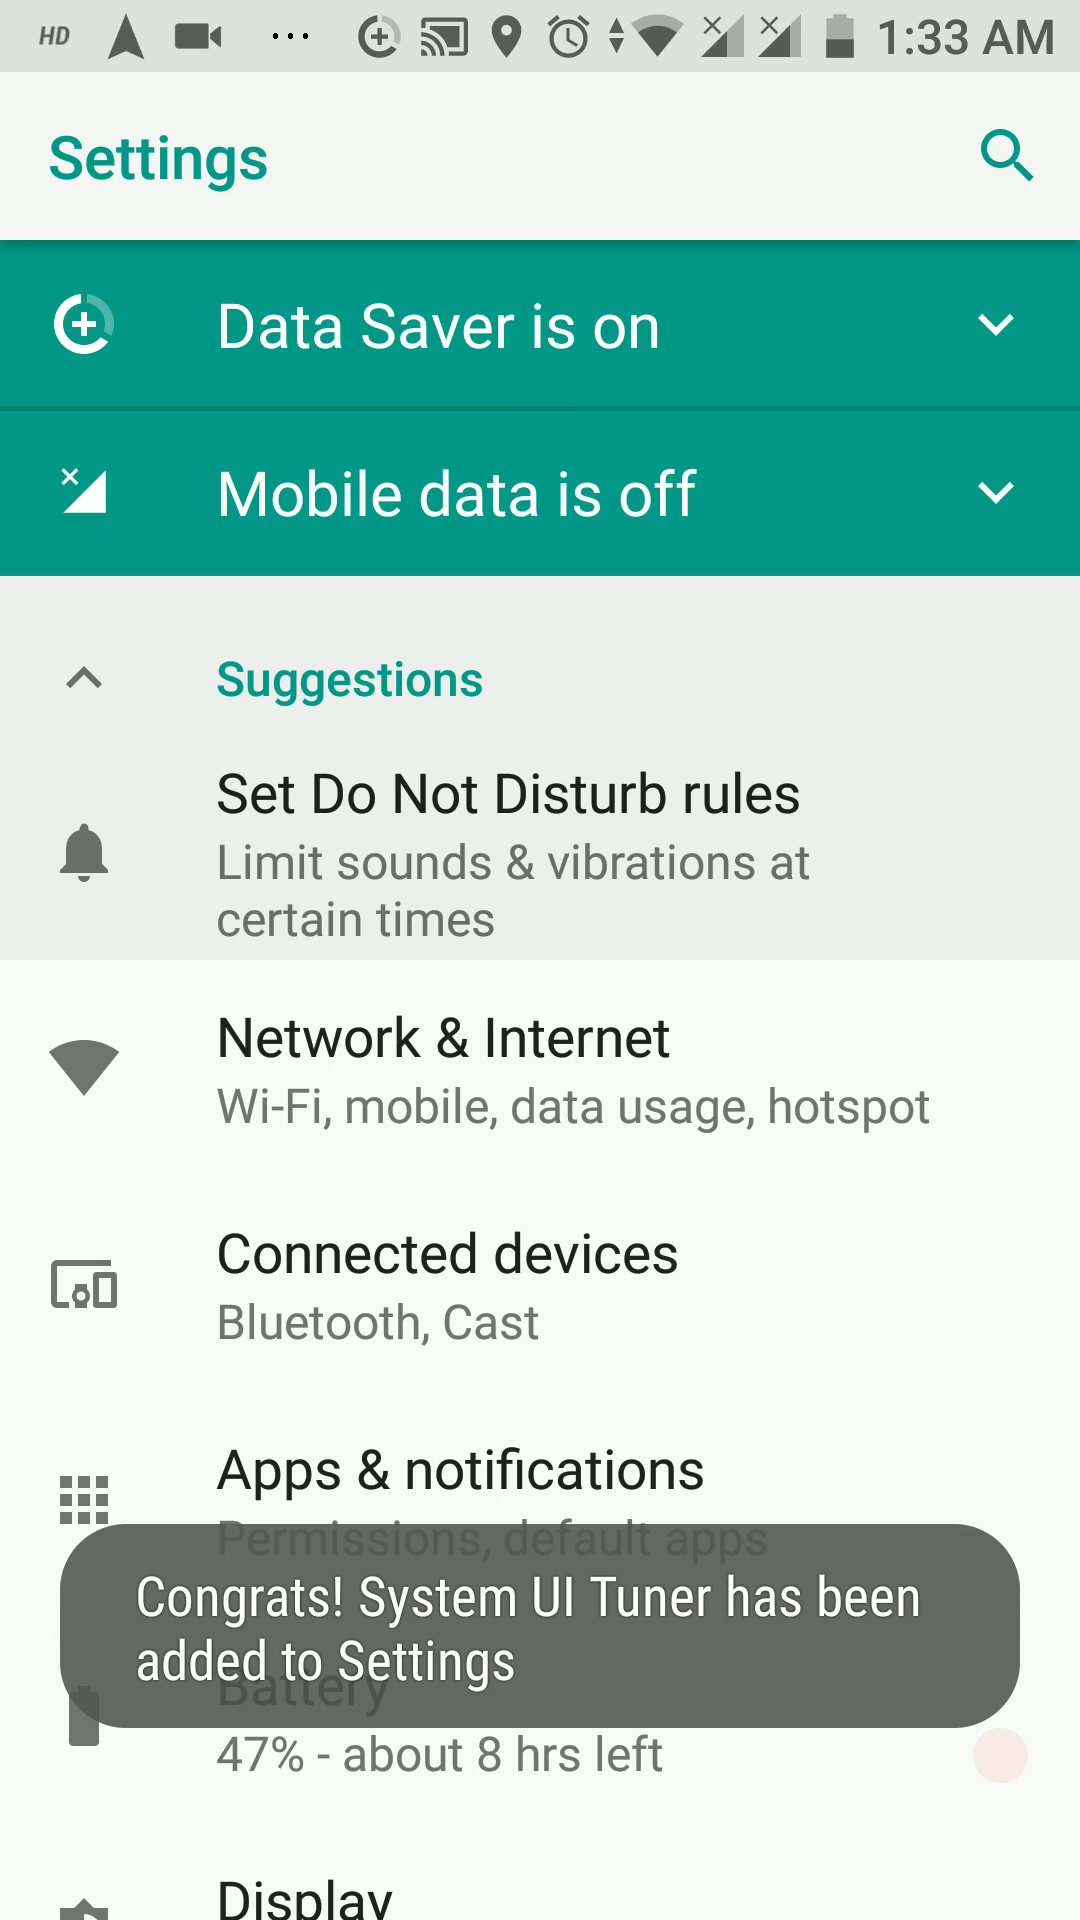 HD 1:33 AM
Settings
Data Saver is on
Mobile data is off
Suggestions
Set Do Not Disturb rules
Limit sounds & vibrations at
certain times
Network & Internet
Wi-Fi, mobile, data usage, hotspot
Connected devices
Bluetooth, Cast
Apps & notifications
Permissions, default apps
Congrats! System UI Tuner has been
added to Settings
Battery
47% - about 8 hrs left
Display